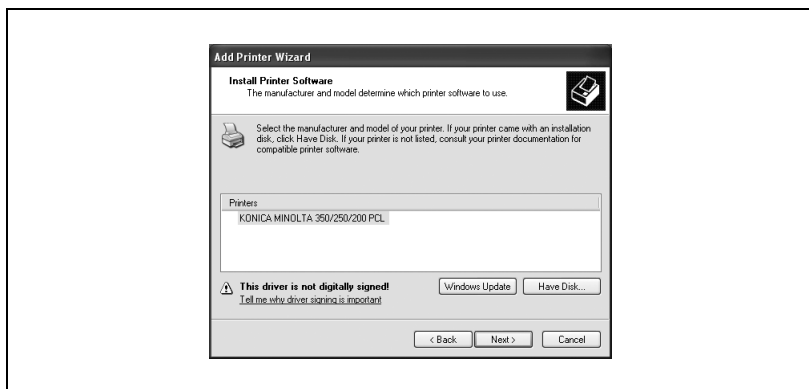 Add Printer Wizard
Install Printer Software
The manufacturer and model determine which printer software to use.
Select the manufacturer and model of your printer. If your printer came with an installation
disk, click Have Disk. If your printer is not listed, consult your printer documentation for
compatible printer software.
Printers
KONICA MINOLTA 350/250/200 PCL
This driver is not digitally signed!
Tell me why driver signing is important
Windows Update
Have Disk...
< Back
Next >
Cancel